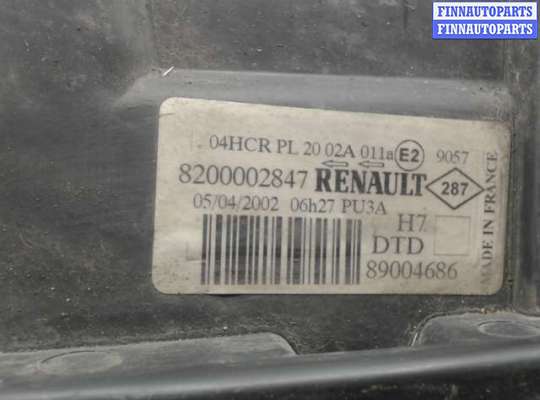 FINNAUTOPARTS
FINNAUTOPARTS.RU
04HCR PL 20 02A 011a E2 9057
8200002847 RENAULT 287
05/04/2002 06h27 PU3A
H7
DTD
89004686
MADE IN FRANCE